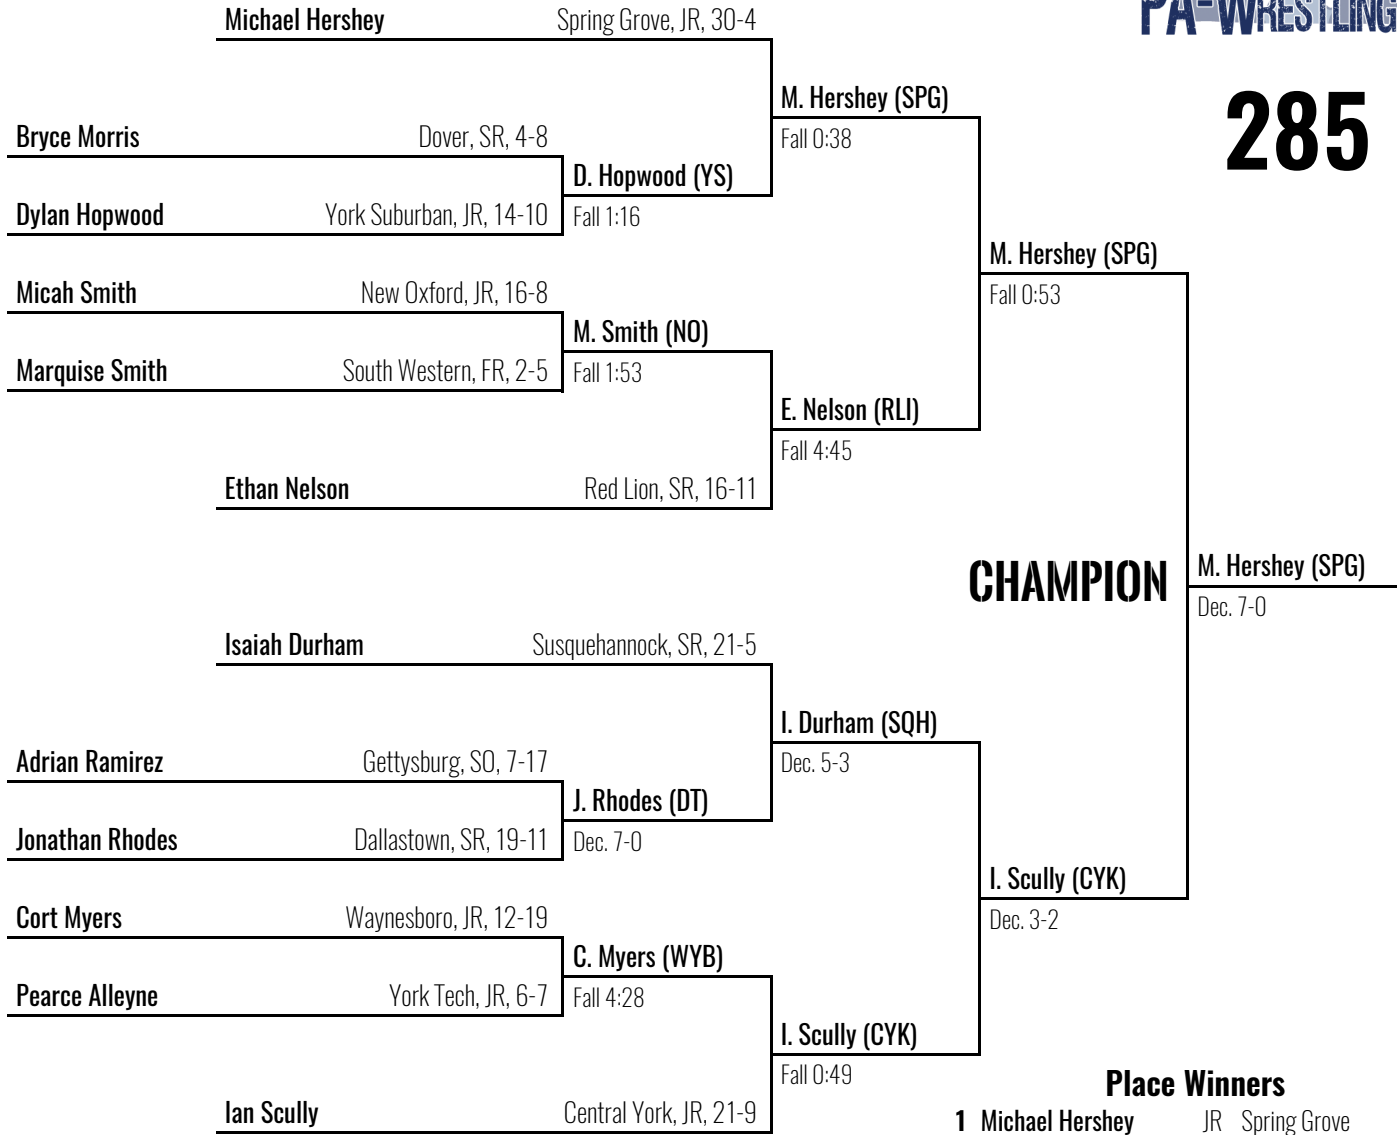 PA-WRESTLING
285
Michael Hershey Spring Grove, JR, 30-4
M. Hershey (SPG)
Fall 0:38
Bryce Morris Dover, SR, 4-8
D. Hopwood (YS)
Fall 1:16
Dylan Hopwood York Suburban, JR, 14-10
M. Hershey (SPG)
Fall 0:53
Micah Smith New Oxford, JR, 16-8
M. Smith (NO)
Fall 1:53
Marquise Smith South Western, FR, 2-5
E. Nelson (RLI)
Fall 4:45
Ethan Nelson Red Lion, SR, 16-11
CHAMPION
M. Hershey (SPG)
Dec. 7-0
Isaiah Durham Susquehannock, SR, 21-5
I. Durham (SQH)
Dec. 5-3
Adrian Ramirez Gettysburg, SO, 7-17
J. Rhodes (DT)
Dec. 7-0
Jonathan Rhodes Dallastown, SR, 19-11
I. Scully (CYK)
Dec. 3-2
Cort Myers Waynesboro, JR, 12-19
C. Myers (WYB)
Fall 4:28
Pearce Alleyne York Tech, JR, 6-7
I. Scully (CYK)
Fall 0:49
Ian Scully Central York, JR, 21-9
Place Winners
1 Michael Hershey JR Spring Grove